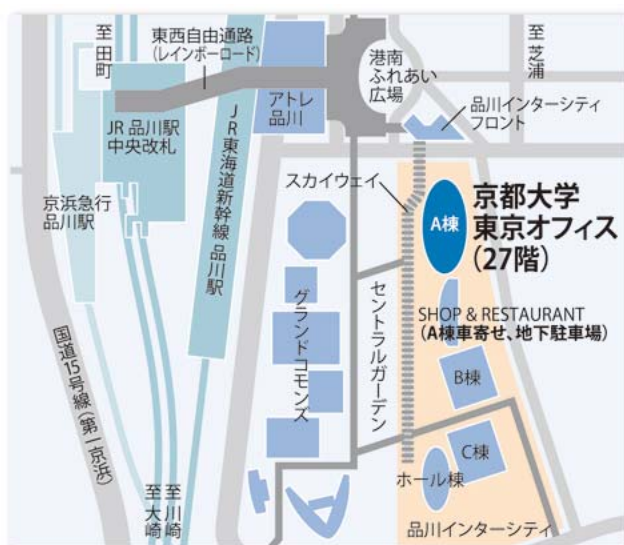 至田町
東西自由通路
（レインボーロード）
港南
ふれあい
広場
至芝浦
アトレ
品川
品川インターシティ
フロント
JR 品川駅
中央改札
JR東海道新幹線 品川駅
スカイウェイ
京浜急行
品川駅
A棟
京都大学
東京オフィス
（27階）
グランドコモンズ
セントラルガーデン
SHOP & RESTAURANT
（A棟車寄せ、地下駐車場）
国道15号線（第一京浜）
B棟
C棟
ホール棟
至大崎
至川崎
品川インターシティ